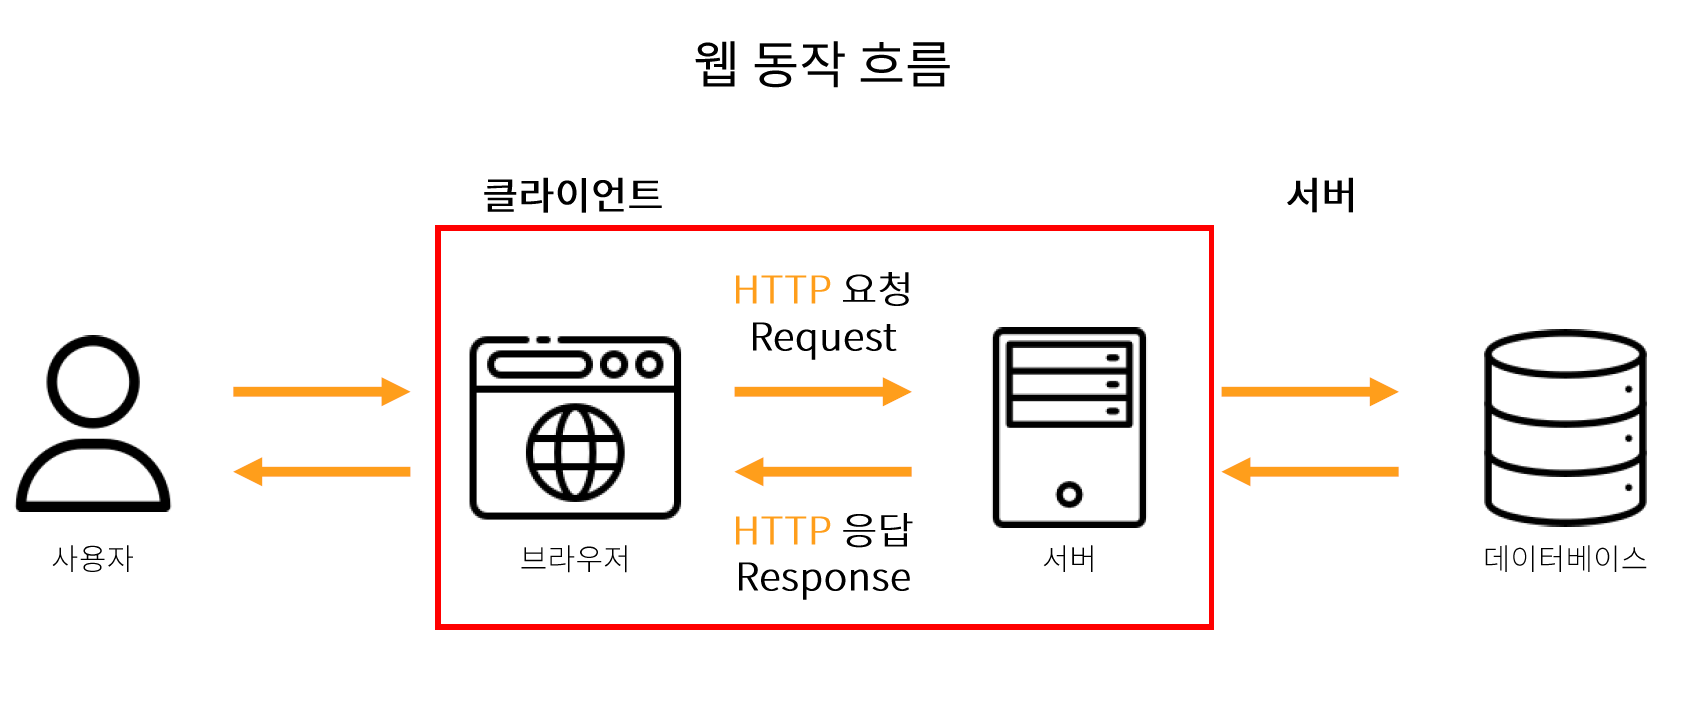 웹 동작 흐름
클라이언트
서버
HTTP 요청
Request
HTTP 응답
Response
사용자
브라우저
서버
데이터베이스